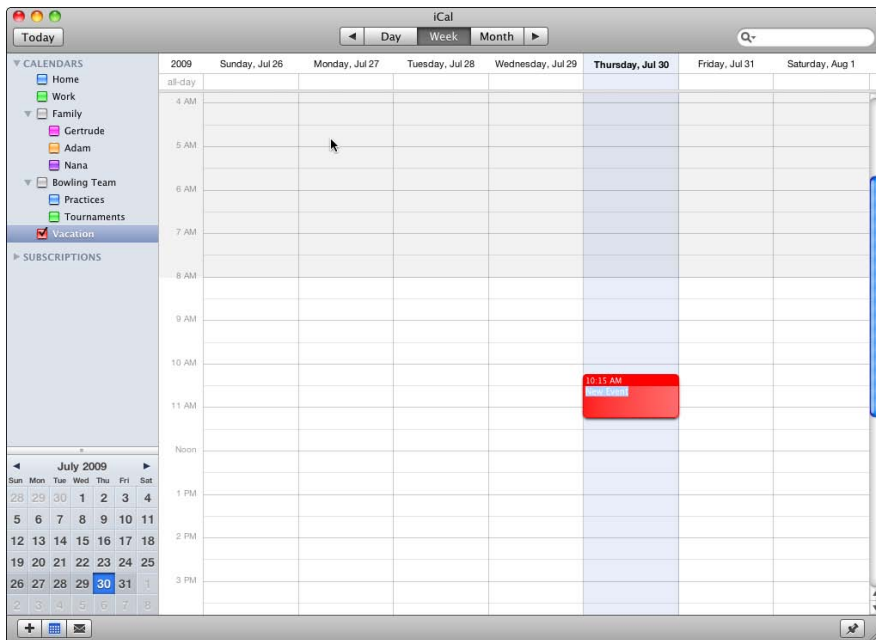 iCal
Today Day Week Month
CALENDARS
Home
Work
Family
Gertrude
Adam
Nana
Bowling Team
Practices
Tournaments
Vacation
SUBSCRIPTIONS
2009 Sunday, Jul 26 Monday, Jul 27 Tuesday, Jul 28 Wednesday, Jul 29 Thursday, Jul 30 Friday, Jul 31 Saturday, Aug 1
all-day
4 AM
5 AM
6 AM
7 AM
8 AM
9 AM
10 AM
10:15 AM
New Event
11 AM
Noon
1 PM
2 PM
3 PM
July 2009
Sun Mon Tue Wed Thu Fri Sat
28 29 30 1 2 3 4
5 6 7 8 9 10 11
12 13 14 15 16 17 18
19 20 21 22 23 24 25
26 27 28 29 30 31 1
2 3 4 5 6 7 8